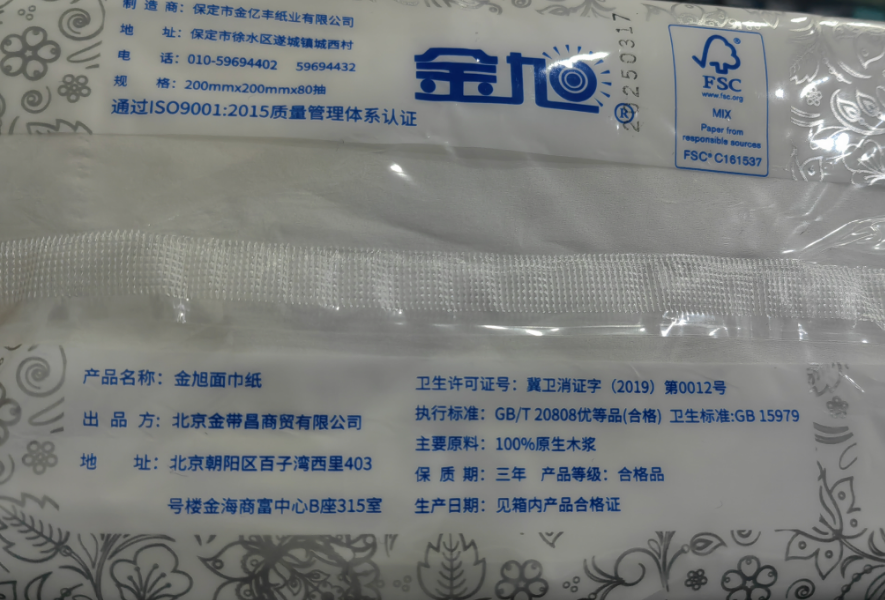 制 造 商：保定市金亿丰纸业有限公司
地　　址：保定市徐水区遂城镇城西村
电　　话：010-59694402　59694432
规　　格：200mmx200mmx80抽
通过ISO9001:2015质量管理体系认证
金旭®
20250317
FSC
www.fsc.org
MIX
Paper from
responsible sources
FSC® C161537
产品名称：金旭面巾纸
出 品 方：北京金带昌商贸有限公司
地　　址：北京朝阳区百子湾西里403
号楼金海商富中心B座315室
卫生许可证号：冀卫消证字（2019）第0012号
执行标准：GB/T 20808优等品(合格) 卫生标准:GB 15979
主要原料：100%原生木浆
保 质 期：三年　产品等级：合格品
生产日期：见箱内产品合格证